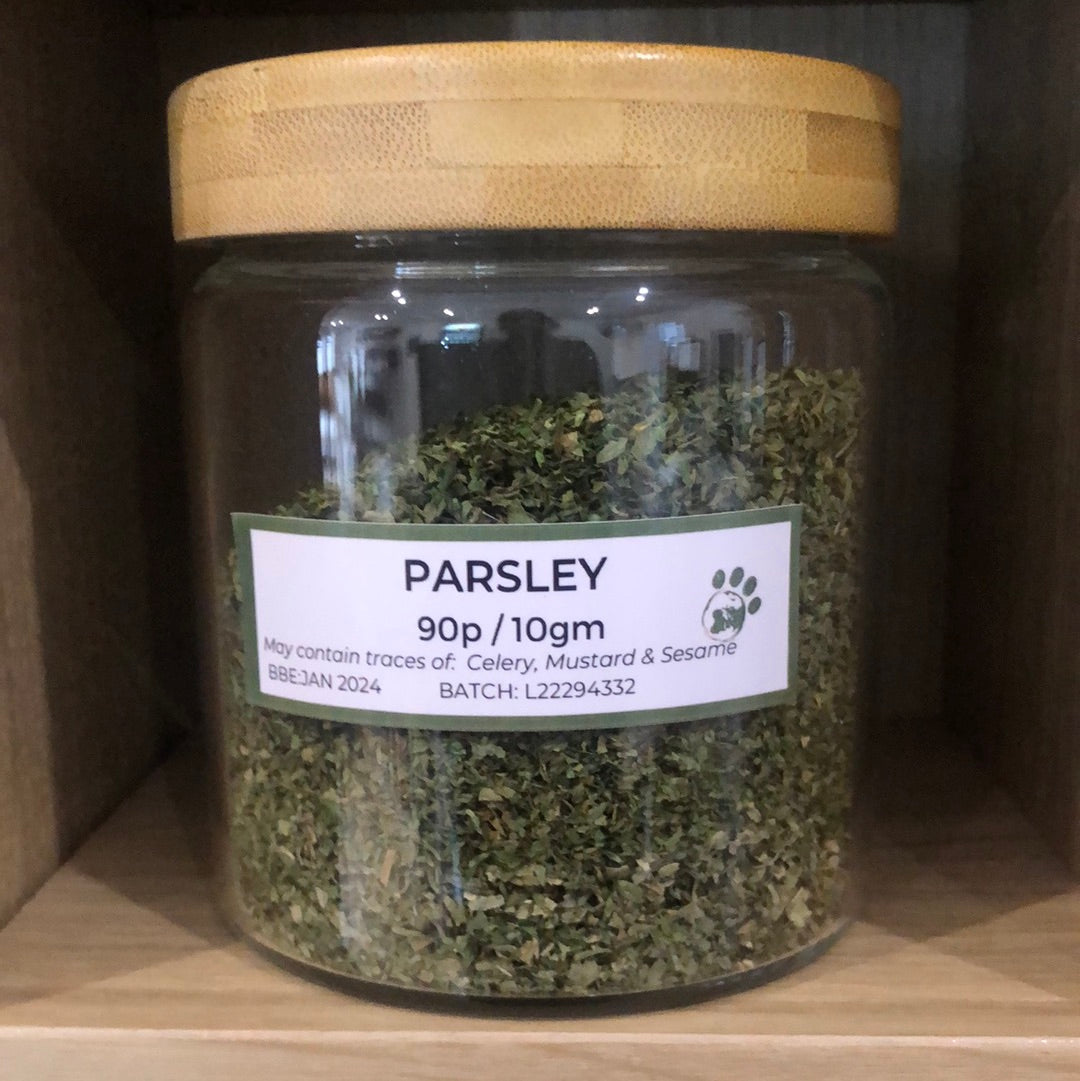 PARSLEY
90p / 10gm
May contain traces of: Celery, Mustard & Sesame
BBE:JAN 2024 BATCH: L22294332